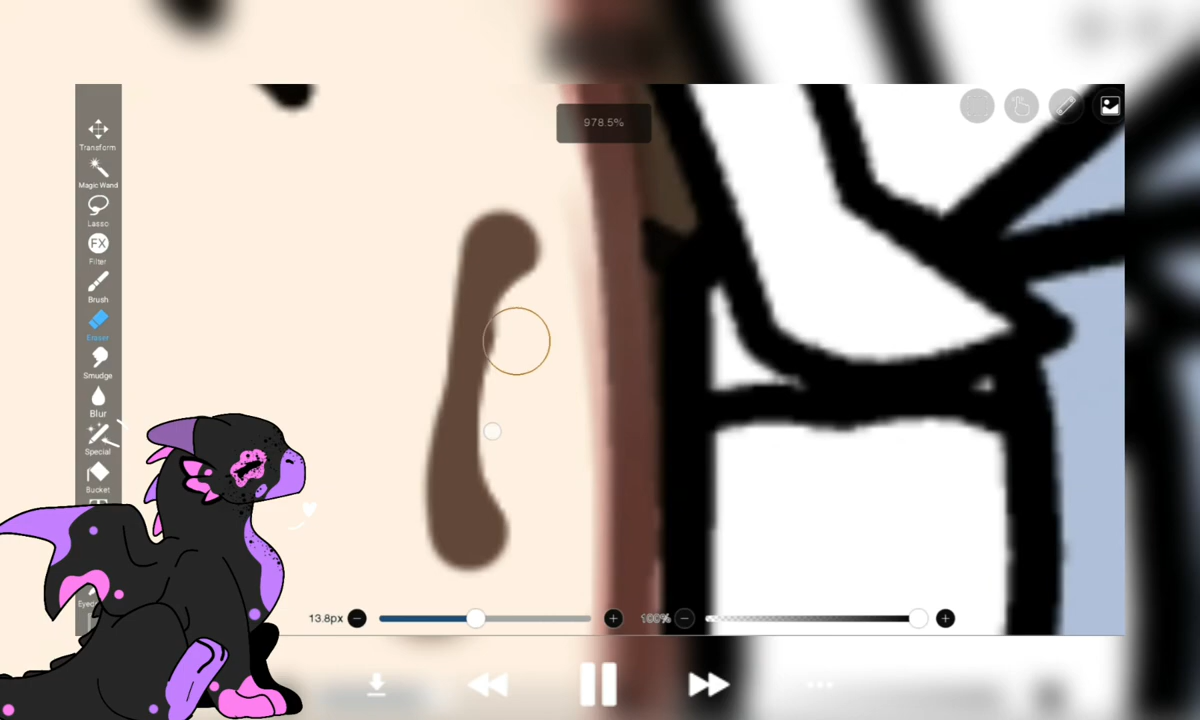 978.5%
Transform
Magic Wand
Lasso
FX
Filter
Brush
Eraser
Smudge
Blur
Special
Bucket
13.8px
100%